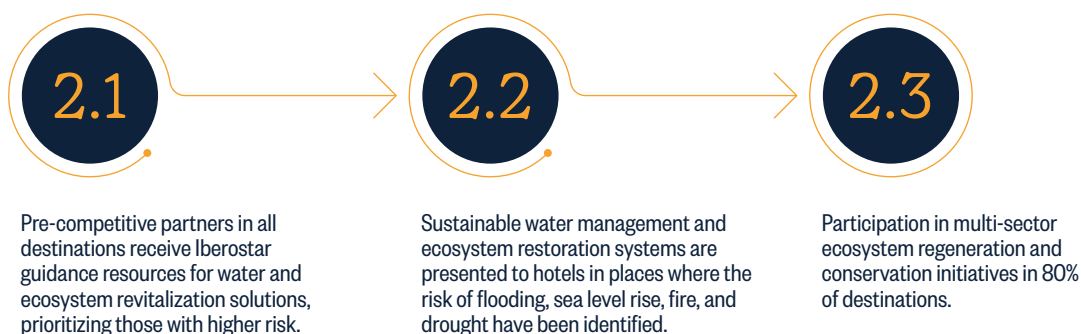 2.1
Pre-competitive partners in all
destinations receive Iberostar
guidance resources for water and
ecosystem revitalization solutions,
prioritizing those with higher risk.
2.2
Sustainable water management and
ecosystem restoration systems are
presented to hotels in places where the
risk of flooding, sea level rise, fire, and
drought have been identified.
2.3
Participation in multi-sector
ecosystem regeneration and
conservation initiatives in 80%
of destinations.